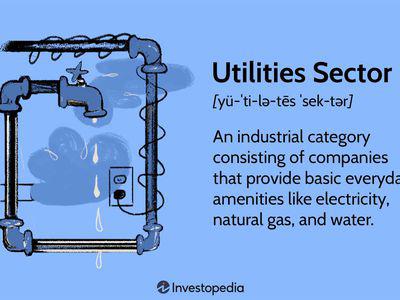 Utilities Sector
[yü-ˈti-lə-tēs ˈsek-tər]
An industrial category
consisting of companies
that provide basic everyda
amenities like electricity,
natural gas, and water.
Investopedia